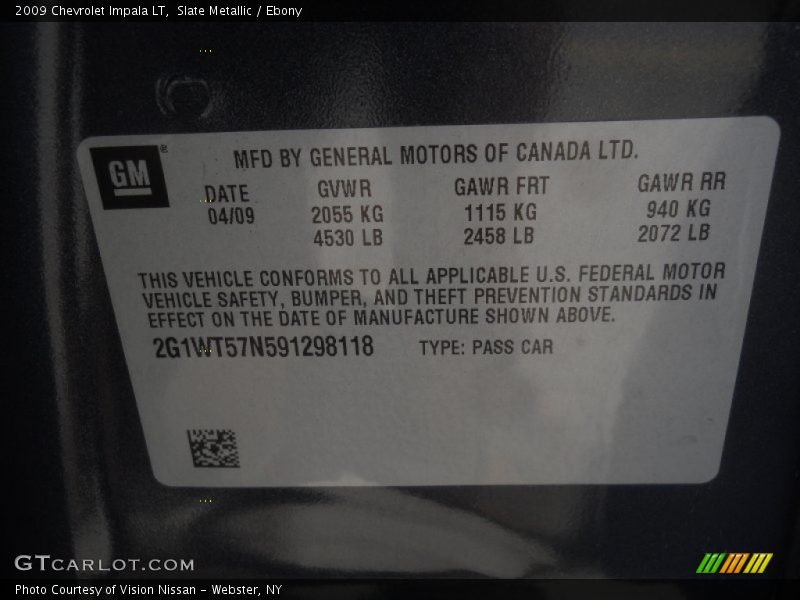 2009 Chevrolet Impala LT, Slate Metallic / Ebony
GM ®
MFD BY GENERAL MOTORS OF CANADA LTD.
DATE GVWR GAWR FRT GAWR RR
04/09 2055 KG 1115 KG 940 KG
4530 LB 2458 LB 2072 LB
THIS VEHICLE CONFORMS TO ALL APPLICABLE U.S. FEDERAL MOTOR
VEHICLE SAFETY, BUMPER, AND THEFT PREVENTION STANDARDS IN
EFFECT ON THE DATE OF MANUFACTURE SHOWN ABOVE.
2G1WT57N591298118 TYPE: PASS CAR
GTCARLOT.COM
Photo Courtesy of Vision Nissan - Webster, NY